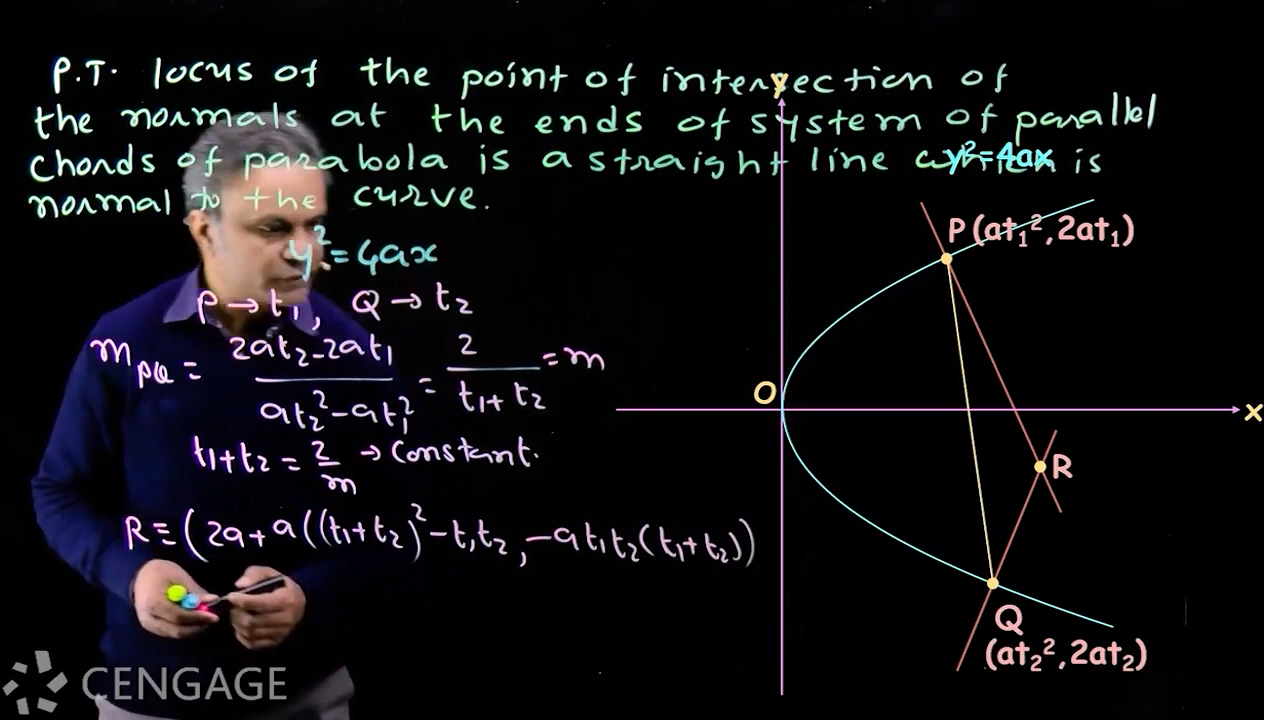 P.T. locus of the point of intersection of
the normals at the ends of system of parallel
chords of parabola is a straight line which is
normal to the curve.
y²=4ax
y² = 4ax
P → t₁, Q → t₂
m_PQ = (2at₂-2at₁)/(at₂²-at₁²) = 2/(t₁+t₂) = m
t₁+t₂ = 2/m → constant.
R ≡ (2a+a((t₁+t₂)²-t₁t₂, -at₁t₂(t₁+t₂))
Y
P(at₁²,2at₁)
O
X
R
Q
(at₂²,2at₂)
CENGAGE